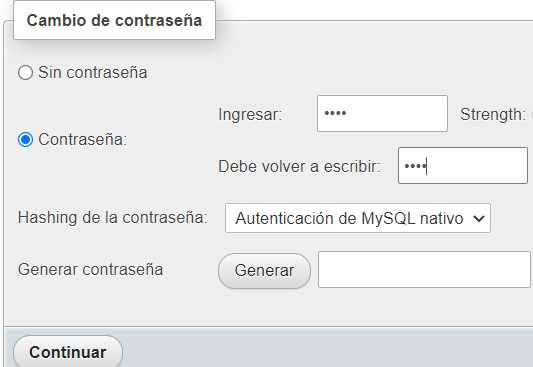 Cambio de contraseña
Sin contraseña
Ingresar: •••• Strength:
Contraseña:
Debe volver a escribir: ••••
Hashing de la contraseña: Autenticación de MySQL nativo
Generar contraseña Generar
Continuar